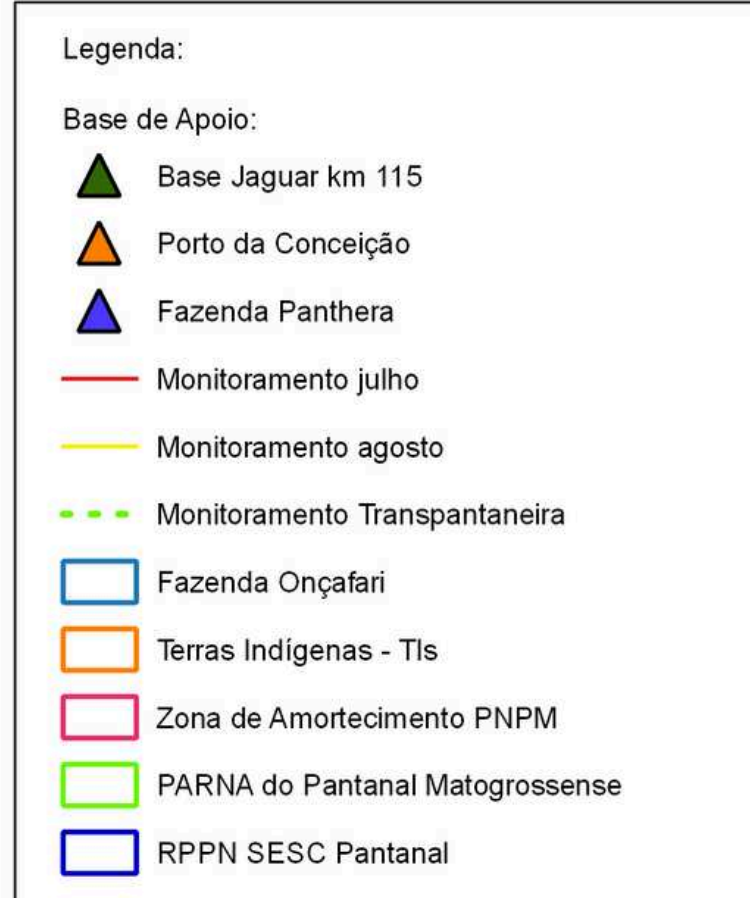 Legenda:
Base de Apoio:
Base Jaguar km 115
Porto da Conceição
Fazenda Panthera
Monitoramento julho
Monitoramento agosto
Monitoramento Transpantaneira
Fazenda Onçafari
Terras Indígenas - TIs
Zona de Amortecimento PNPM
PARNA do Pantanal Matogrossense
RPPN SESC Pantanal